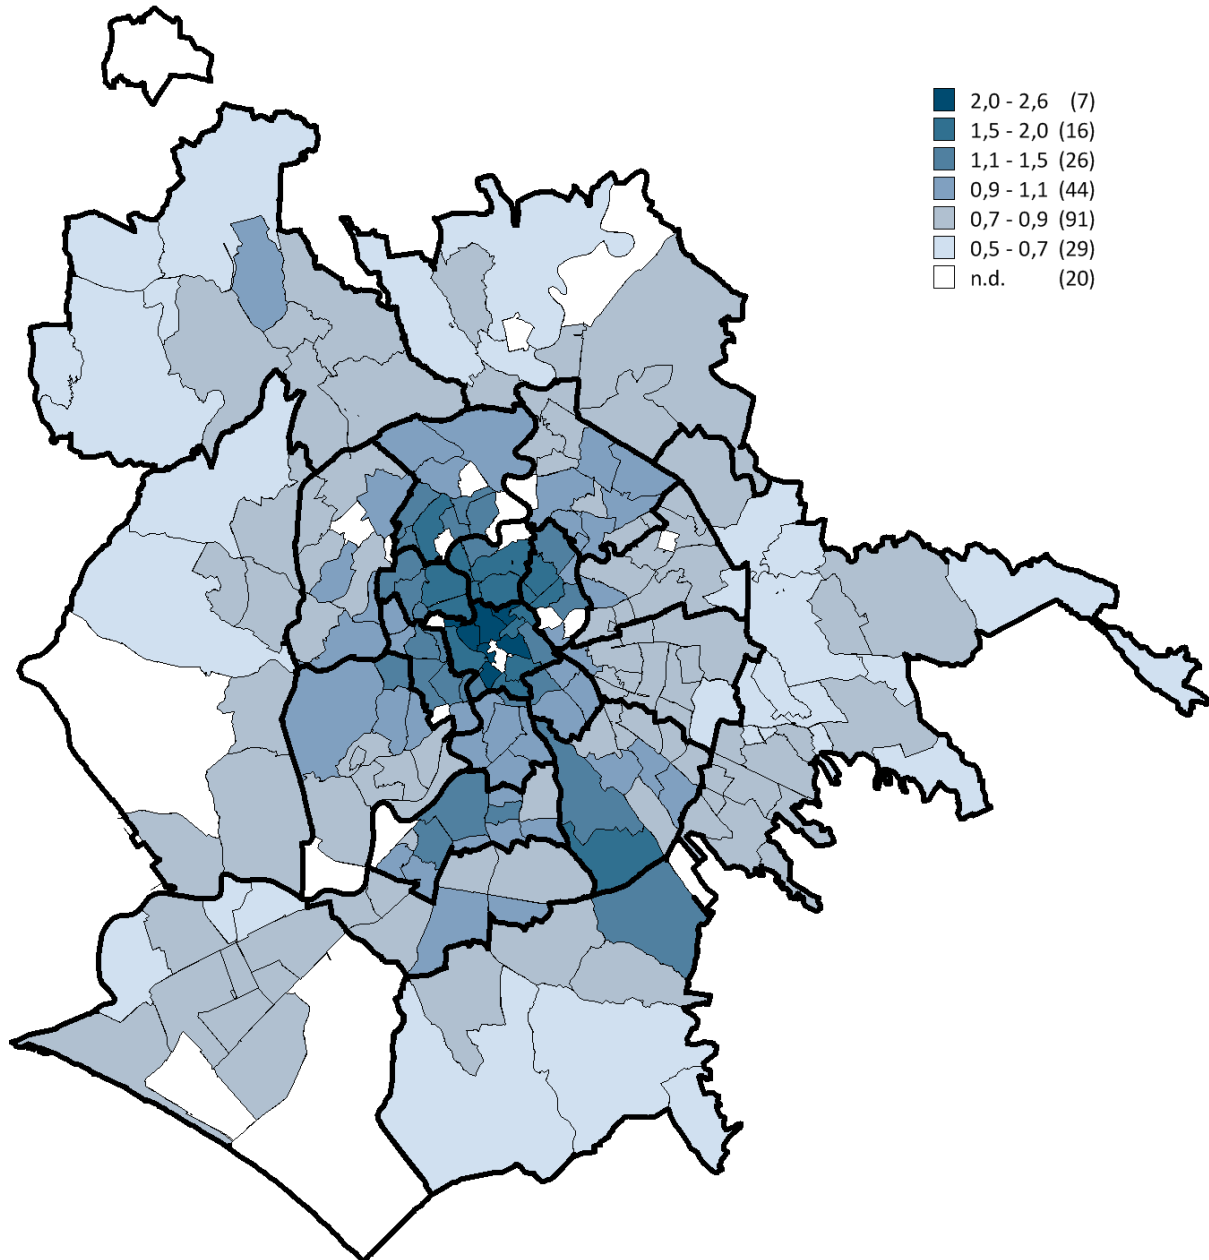 2,0 - 2,6 (7)
1,5 - 2,0 (16)
1,1 - 1,5 (26)
0,9 - 1,1 (44)
0,7 - 0,9 (91)
0,5 - 0,7 (29)
n.d. (20)